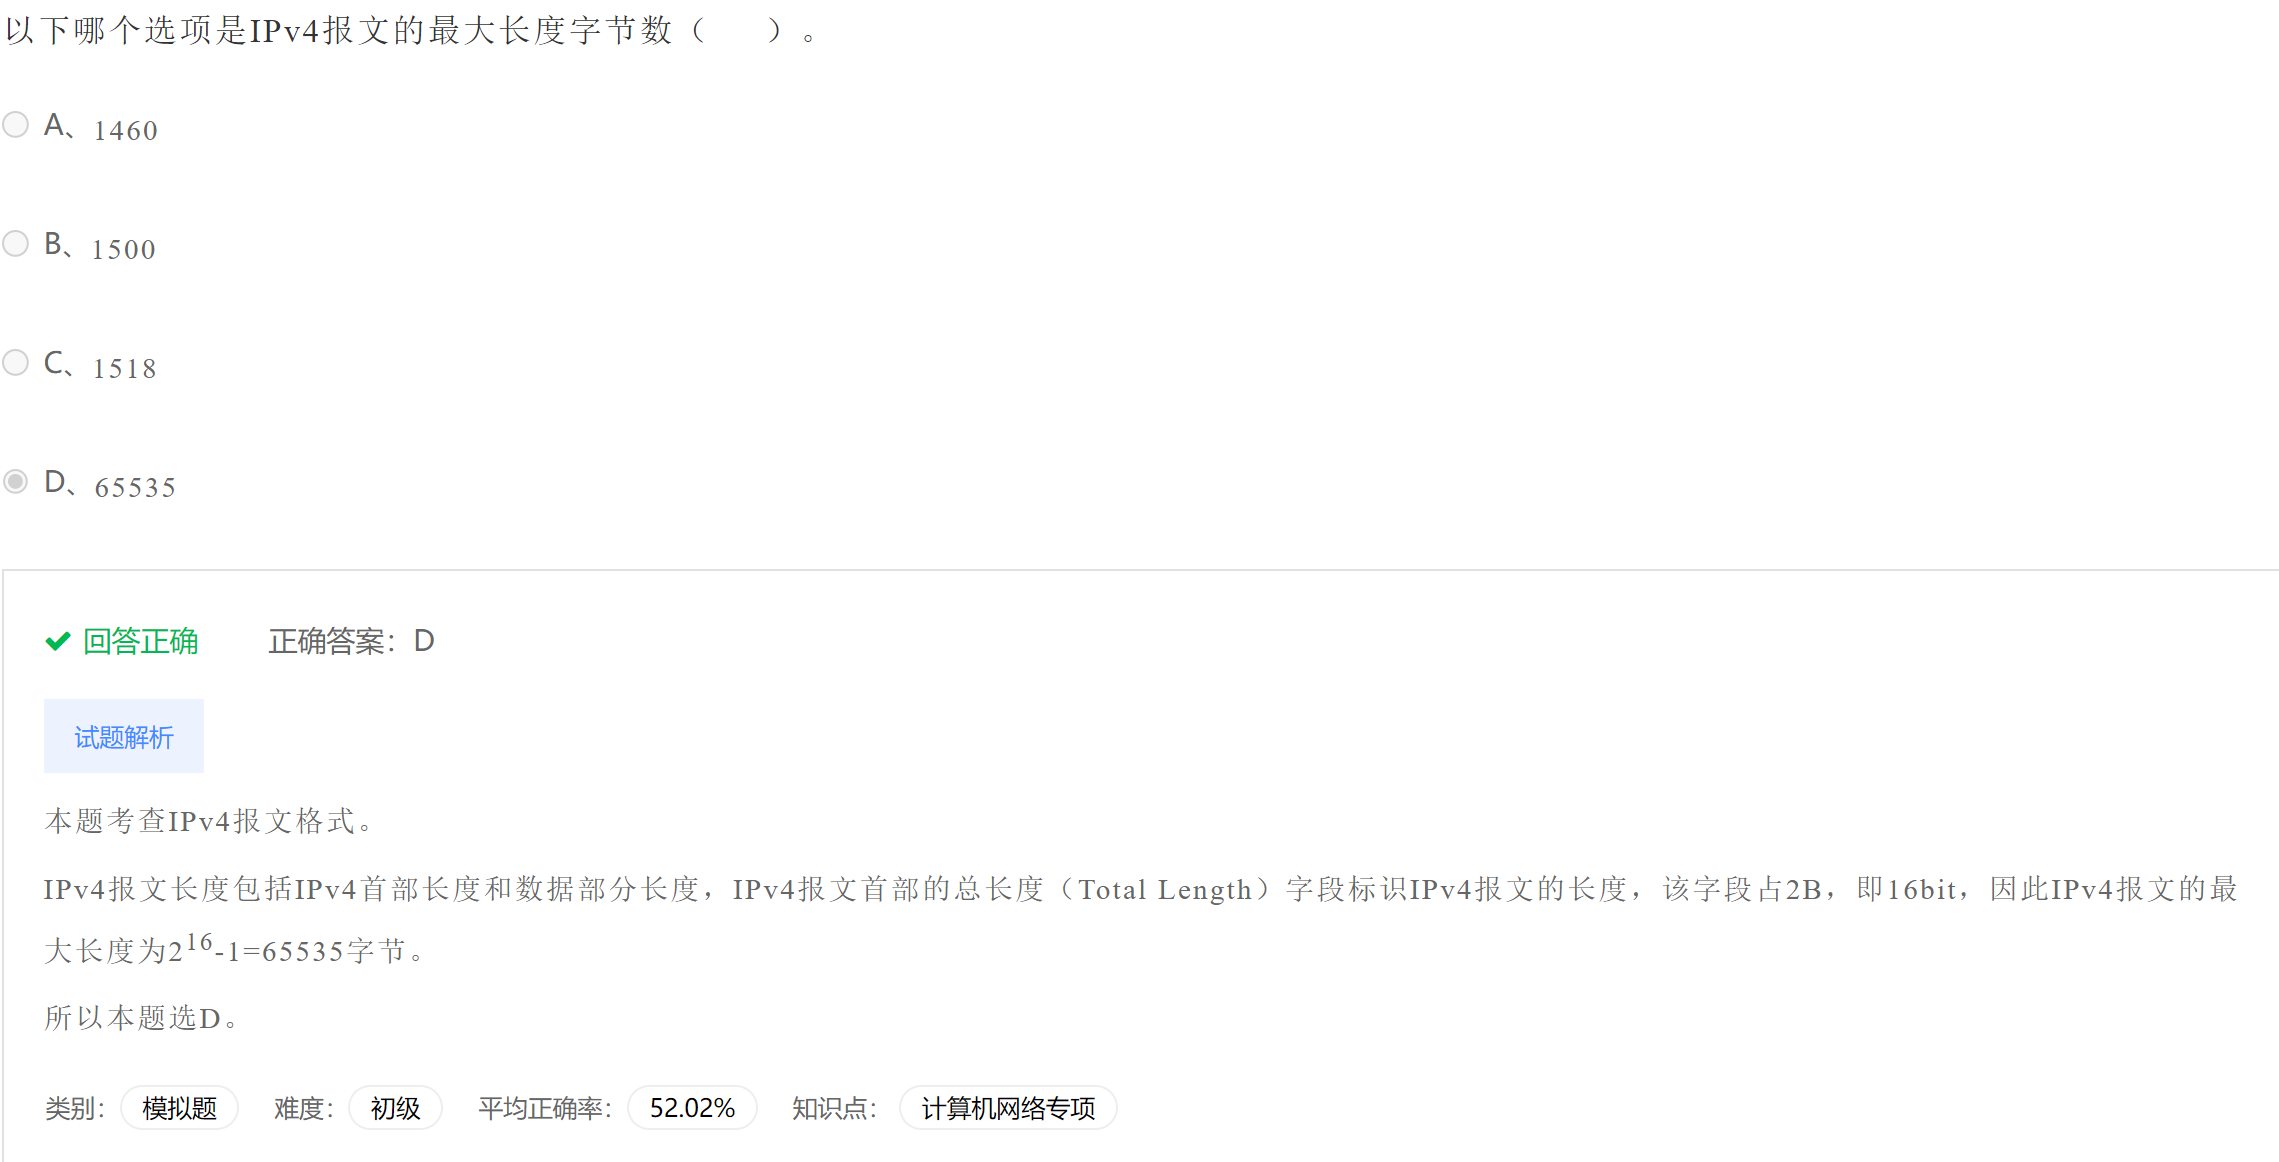 以下哪个选项是IPv4报文的最大长度字节数（　　）。
A、1460
B、1500
C、1518
D、65535
回答正确 正确答案：D
试题解析
本题考查IPv4报文格式。
IPv4报文长度包括IPv4首部长度和数据部分长度，IPv4报文首部的总长度（Total Length）字段标识IPv4报文的长度，该字段占2B，即16bit，因此IPv4报文的最
大长度为2^16-1=65535字节。
所以本题选D。
类别： 模拟题 难度： 初级 平均正确率： 52.02% 知识点： 计算机网络专项